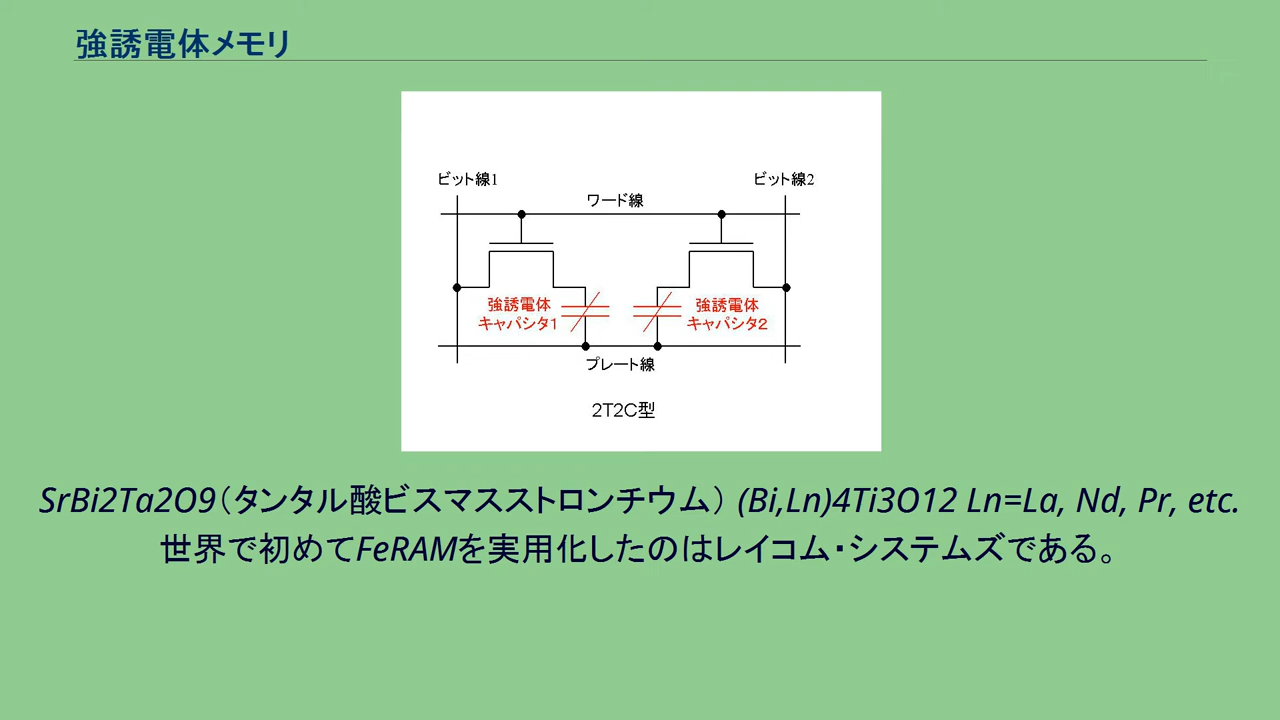 強誘電体メモリ
ビット線1
ビット線2
ワード線
強誘電体
キャパシタ１
強誘電体
キャパシタ２
プレート線
2T2C型
SrBi2Ta2O9（タンタル酸ビスマスストロンチウム） (Bi,Ln)4Ti3O12 Ln=La, Nd, Pr, etc.
世界で初めてFeRAMを実用化したのはレイコム・システムズである。